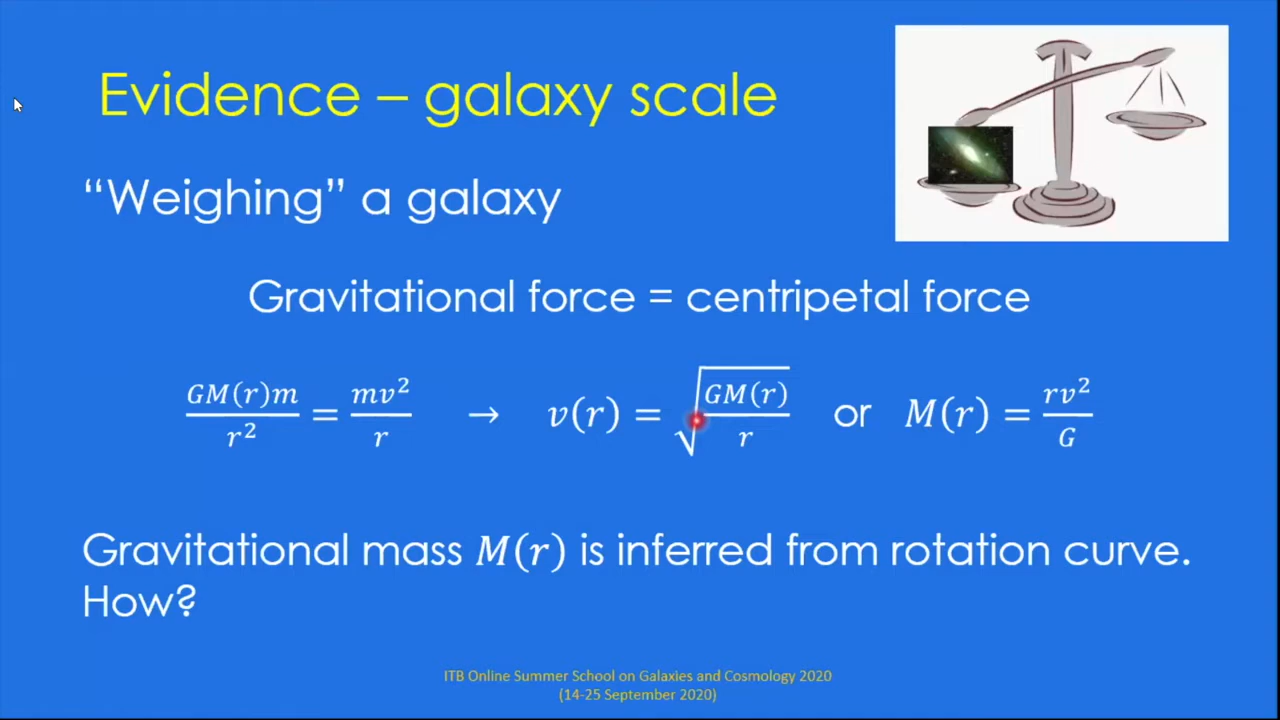 Evidence – galaxy scale
“Weighing” a galaxy
Gravitational force = centripetal force
GM(r)m/r² = mv²/r → v(r) = √(GM(r)/r) or M(r) = rv²/G
Gravitational mass M(r) is inferred from rotation curve.
How?
ITB Online Summer School on Galaxies and Cosmology 2020
(14-25 September 2020)